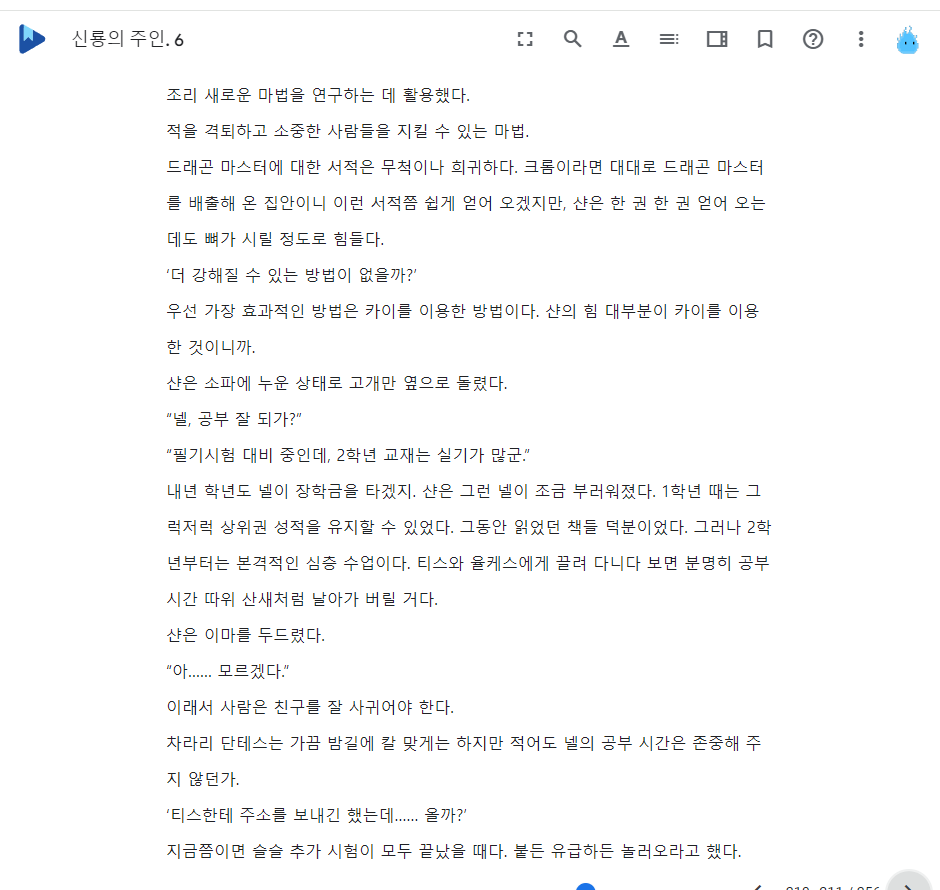 신룡의 주인. 6
조리 새로운 마법을 연구하는 데 활용했다.
적을 격퇴하고 소중한 사람들을 지킬 수 있는 마법.
드래곤 마스터에 대한 서적은 무척이나 희귀하다. 크롬이라면 대대로 드래곤 마스터
를 배출해 온 집안이니 이런 서적쯤 쉽게 얻어 오겠지만, 샨은 한 권 한 권 얻어 오는
데도 뼈가 시릴 정도로 힘들다.
‘더 강해질 수 있는 방법이 없을까?’
우선 가장 효과적인 방법은 카이를 이용한 방법이다. 샨의 힘 대부분이 카이를 이용
한 것이니까.
샨은 소파에 누운 상태로 고개만 옆으로 돌렸다.
“넬, 공부 잘 되가?”
“필기시험 대비 중인데, 2학년 교재는 실기가 많군.”
내년 학년도 넬이 장학금을 타겠지. 샨은 그런 넬이 조금 부러워졌다. 1학년 때는 그
럭저럭 상위권 성적을 유지할 수 있었다. 그동안 읽었던 책들 덕분이었다. 그러나 2학
년부터는 본격적인 심층 수업이다. 티스와 율케스에게 끌려 다니다 보면 분명히 공부
시간 따위 산새처럼 날아가 버릴 거다.
샨은 이마를 두드렸다.
“아...... 모르겠다.”
이래서 사람은 친구를 잘 사귀어야 한다.
차라리 단테스는 가끔 밤길에 칼 맞게는 하지만 적어도 넬의 공부 시간은 존중해 주
지 않던가.
‘티스한테 주소를 보내긴 했는데...... 올까?’
지금쯤이면 슬슬 추가 시험이 모두 끝났을 때다. 붙든 유급하든 놀러오라고 했다.